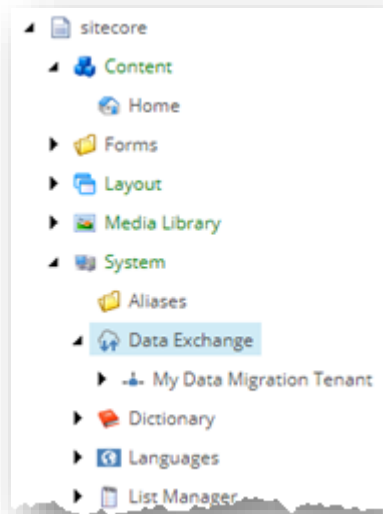 sitecore
Content
Home
Forms
Layout
Media Library
System
Aliases
Data Exchange
My Data Migration Tenant
Dictionary
Languages
List Manager